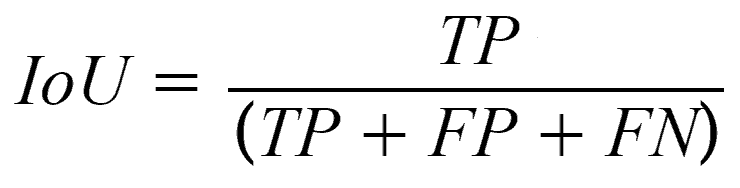 IoU = TP / (TP + FP + FN)